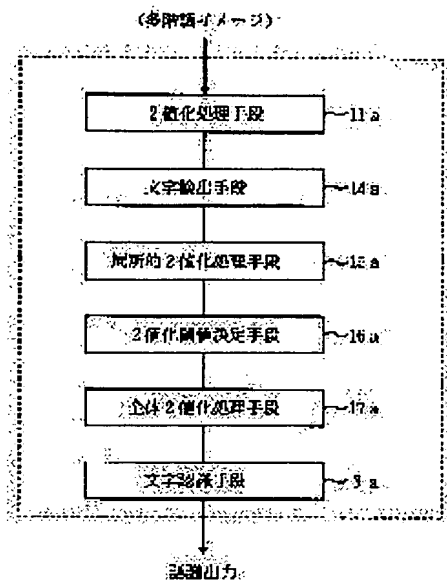 (多階調イメージ)
2値化処理手段
11a
文字検出手段
14a
局所的2値化処理手段
15a
2値化閾値決定手段
16a
全体2値化処理手段
17a
文字認識手段
3a
認識出力